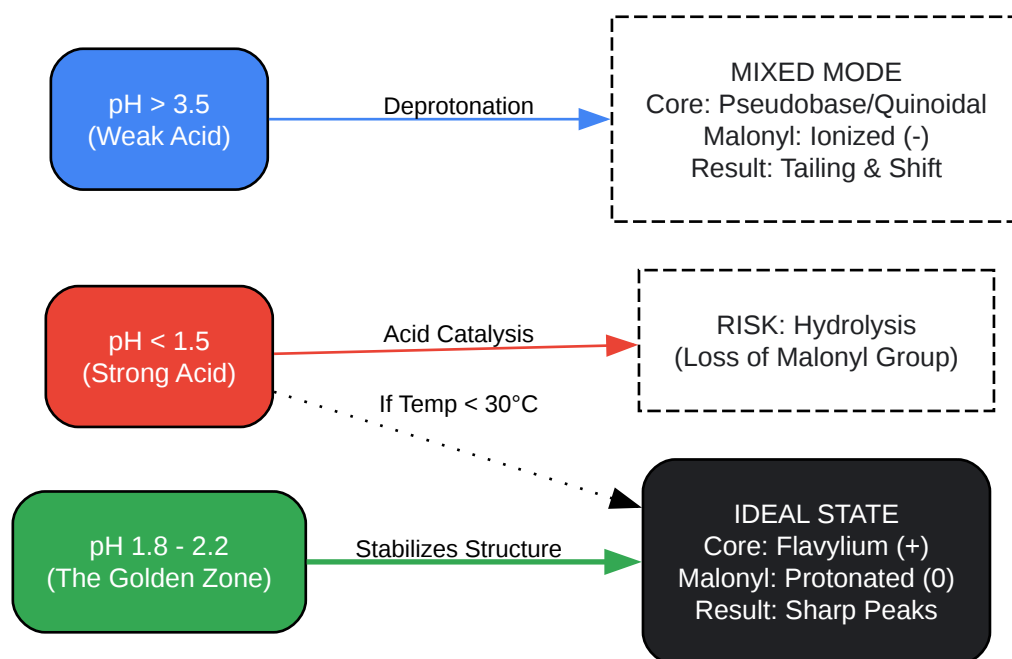 pH > 3.5
(Weak Acid)
Deprotonation
MIXED MODE
Core: Pseudobase/Quinoidal
Malonyl: Ionized (-)
Result: Tailing & Shift
pH < 1.5
(Strong Acid)
Acid Catalysis
RISK: Hydrolysis
(Loss of Malonyl Group)
If Temp < 30°C
pH 1.8 - 2.2
(The Golden Zone)
Stabilizes Structure
IDEAL STATE
Core: Flavylium (+)
Malonyl: Protonated (0)
Result: Sharp Peaks